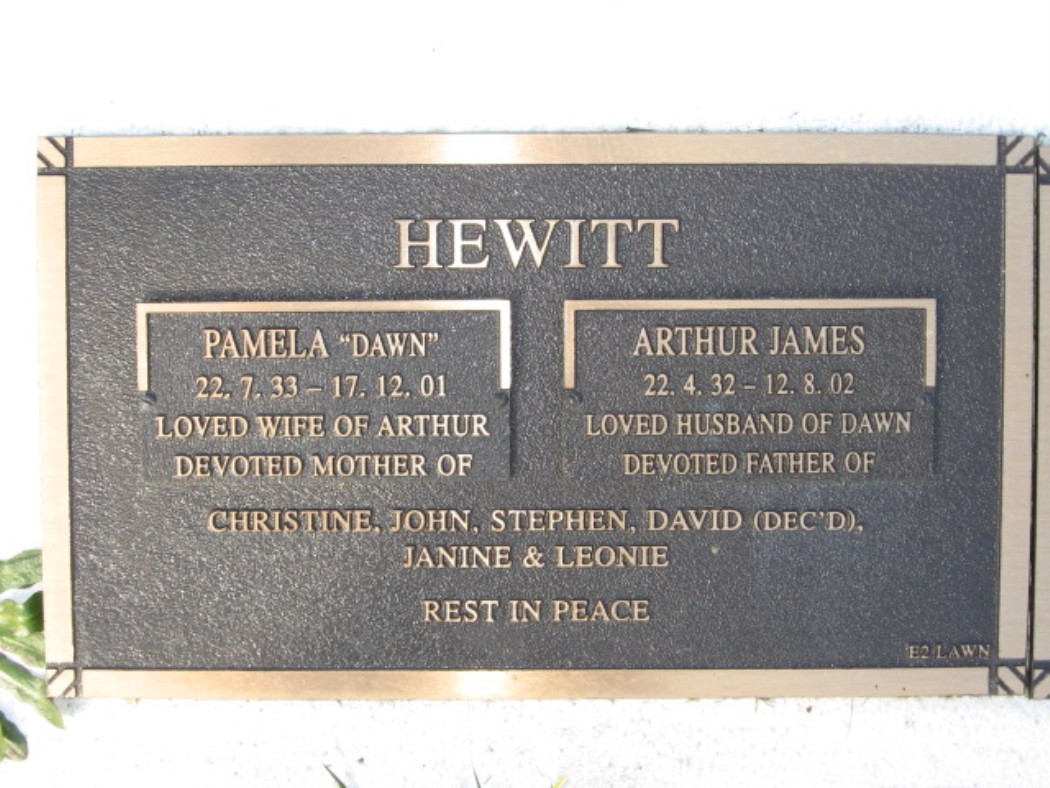 HEWITT
PAMELA “DAWN”
22. 7. 33 – 17. 12. 01
LOVED WIFE OF ARTHUR
DEVOTED MOTHER OF
ARTHUR JAMES
22. 4. 32 – 12. 8. 02
LOVED HUSBAND OF DAWN
DEVOTED FATHER OF
CHRISTINE, JOHN, STEPHEN, DAVID (DEC'D),
JANINE & LEONIE
REST IN PEACE
E2 LAWN